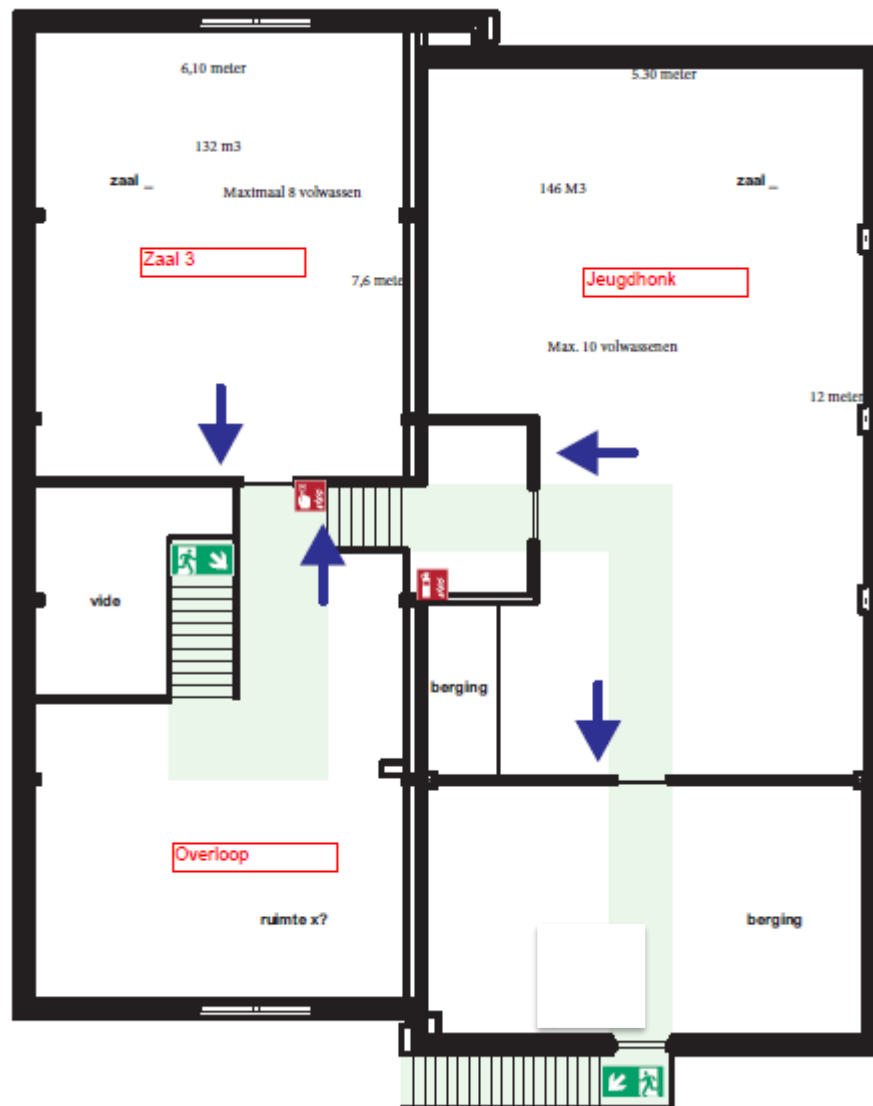 6,10 meter
5.30 meter
132 m3
zaal _
Maximaal 8 volwassen
146 M3
zaal _
Zaal 3
7,6 meter
Jeugdhonk
Max. 10 volwassenen
12 meter
vide
berging
Overloop
ruimte x?
berging